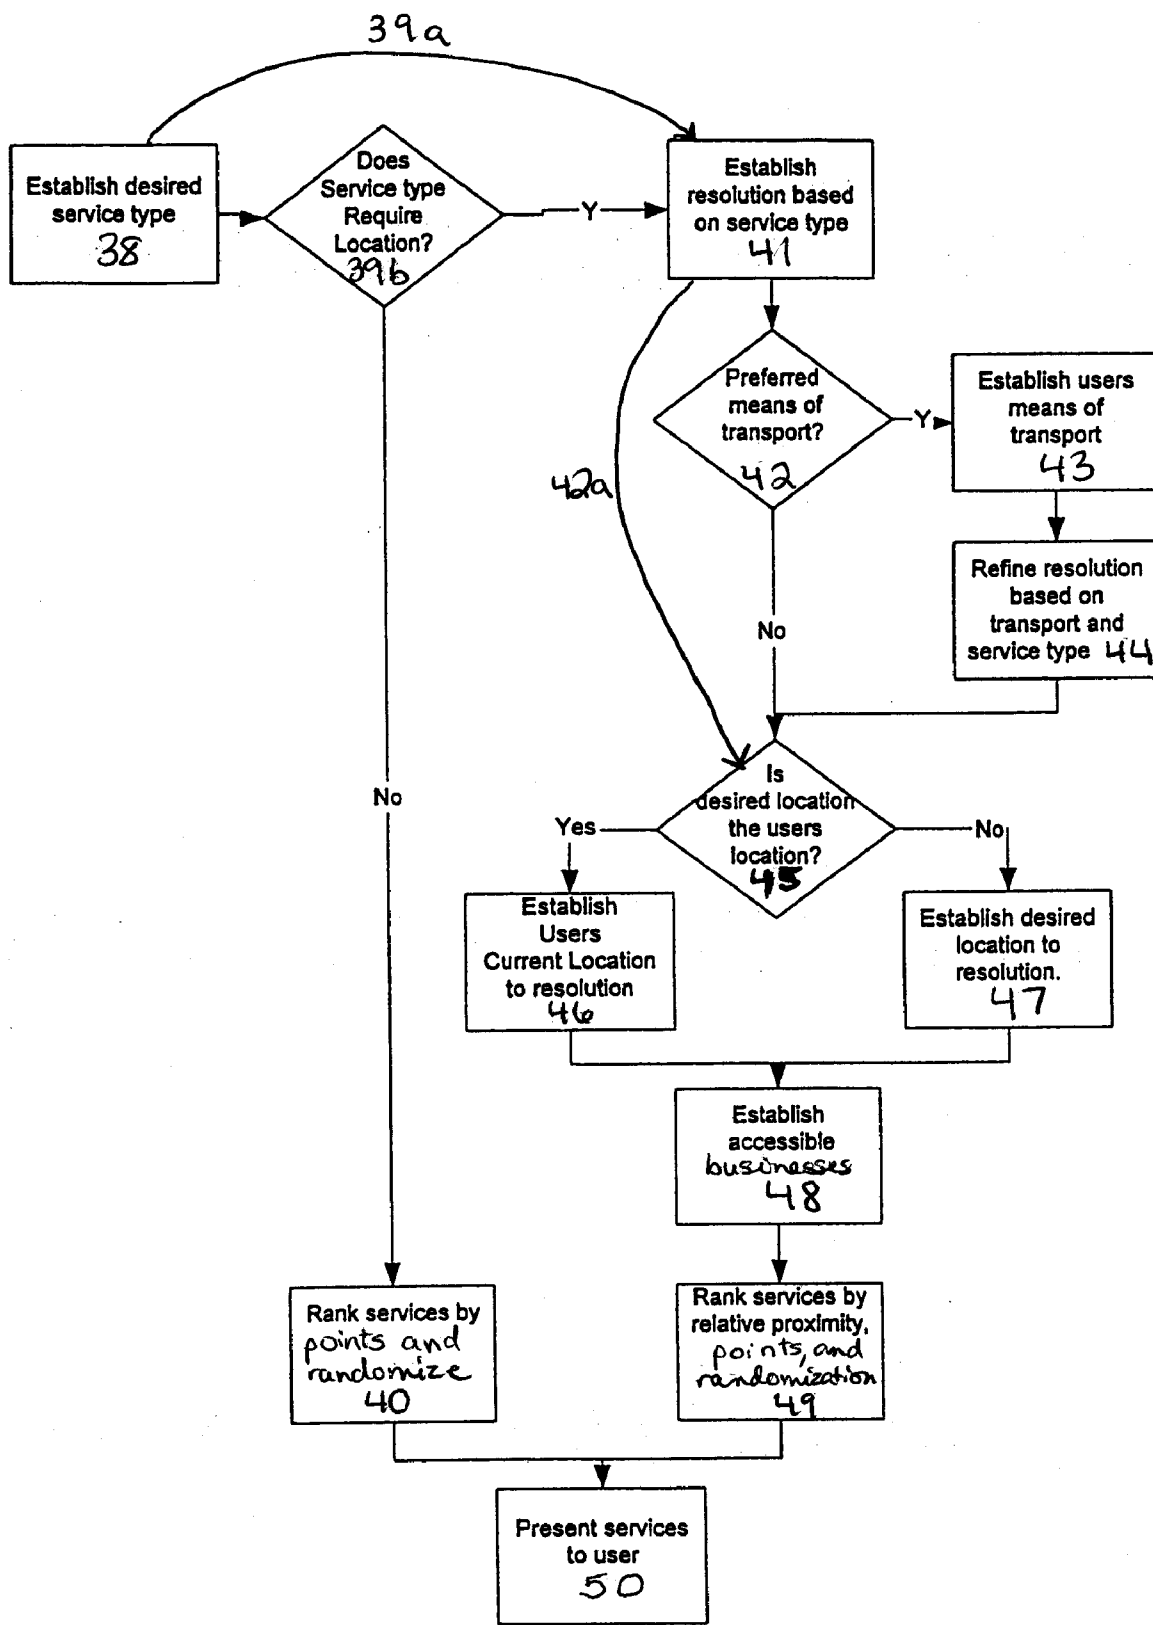 39a
Establish desired
service type
38
Does
Service type
Require
Location?
39b
Y
Establish
resolution based
on service type
41
Preferred
means of
transport?
42
Y
Establish users
means of
transport
43
42a
Refine resolution
based on
transport and
service type 44
No
No
Is
desired location
the users
location?
45
Yes
No
Establish
Users
Current Location
to resolution
46
Establish desired
location to
resolution.
47
Establish
accessible
businesses
48
Rank services by
points and
randomize
40
Rank services by
relative proximity,
points, and
randomization
49
Present services
to user
50